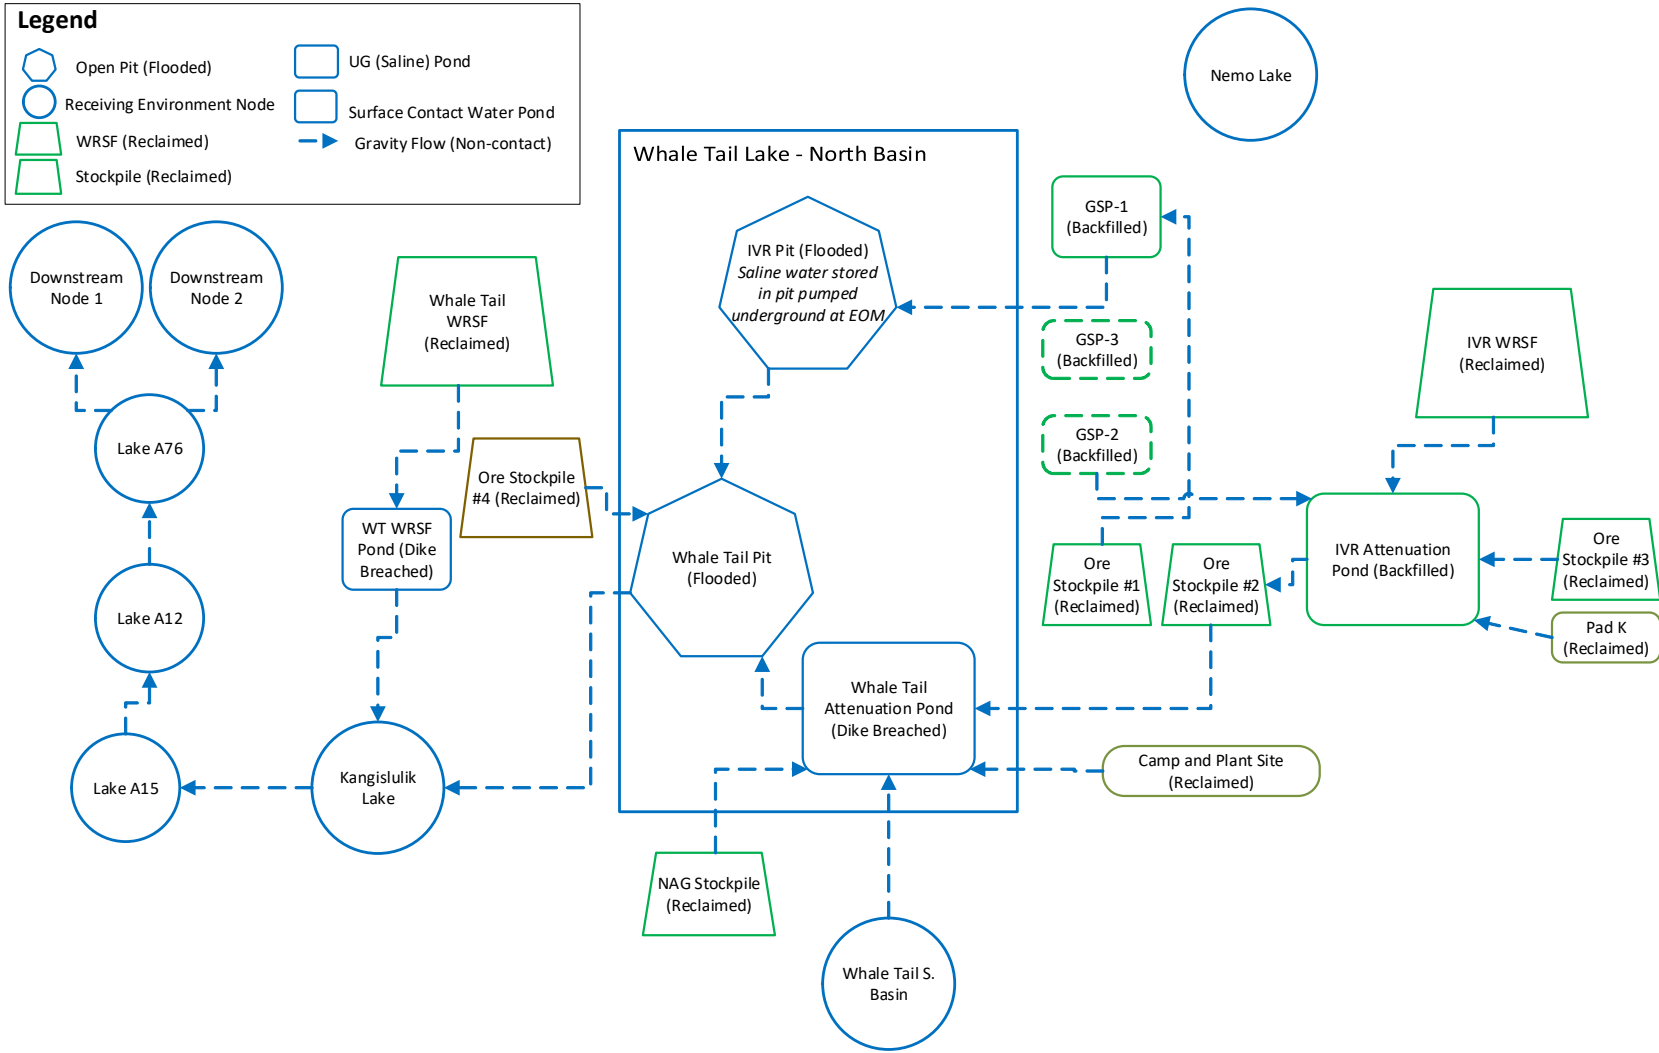 Legend
Open Pit (Flooded)
Receiving Environment Node
WRSF (Reclaimed)
Stockpile (Reclaimed)
UG (Saline) Pond
Surface Contact Water Pond
Gravity Flow (Non-contact)
Nemo Lake
Whale Tail Lake - North Basin
IVR Pit (Flooded)
Saline water stored
in pit pumped
underground at EOM
GSP-1
(Backfilled)
GSP-3
(Backfilled)
GSP-2
(Backfilled)
IVR WRSF
(Reclaimed)
Downstream
Node 1
Downstream
Node 2
Whale Tail
WRSF
(Reclaimed)
Lake A76
Ore Stockpile
#4 (Reclaimed)
WT WRSF
Pond (Dike
Breached)
Whale Tail Pit
(Flooded)
Ore
Stockpile #1
(Reclaimed)
Ore
Stockpile #2
(Reclaimed)
IVR Attenuation
Pond (Backfilled)
Ore
Stockpile #3
(Reclaimed)
Pad K
(Reclaimed)
Lake A12
Whale Tail
Attenuation Pond
(Dike Breached)
Camp and Plant Site
(Reclaimed)
Lake A15
Kangislulik
Lake
NAG Stockpile
(Reclaimed)
Whale Tail S.
Basin